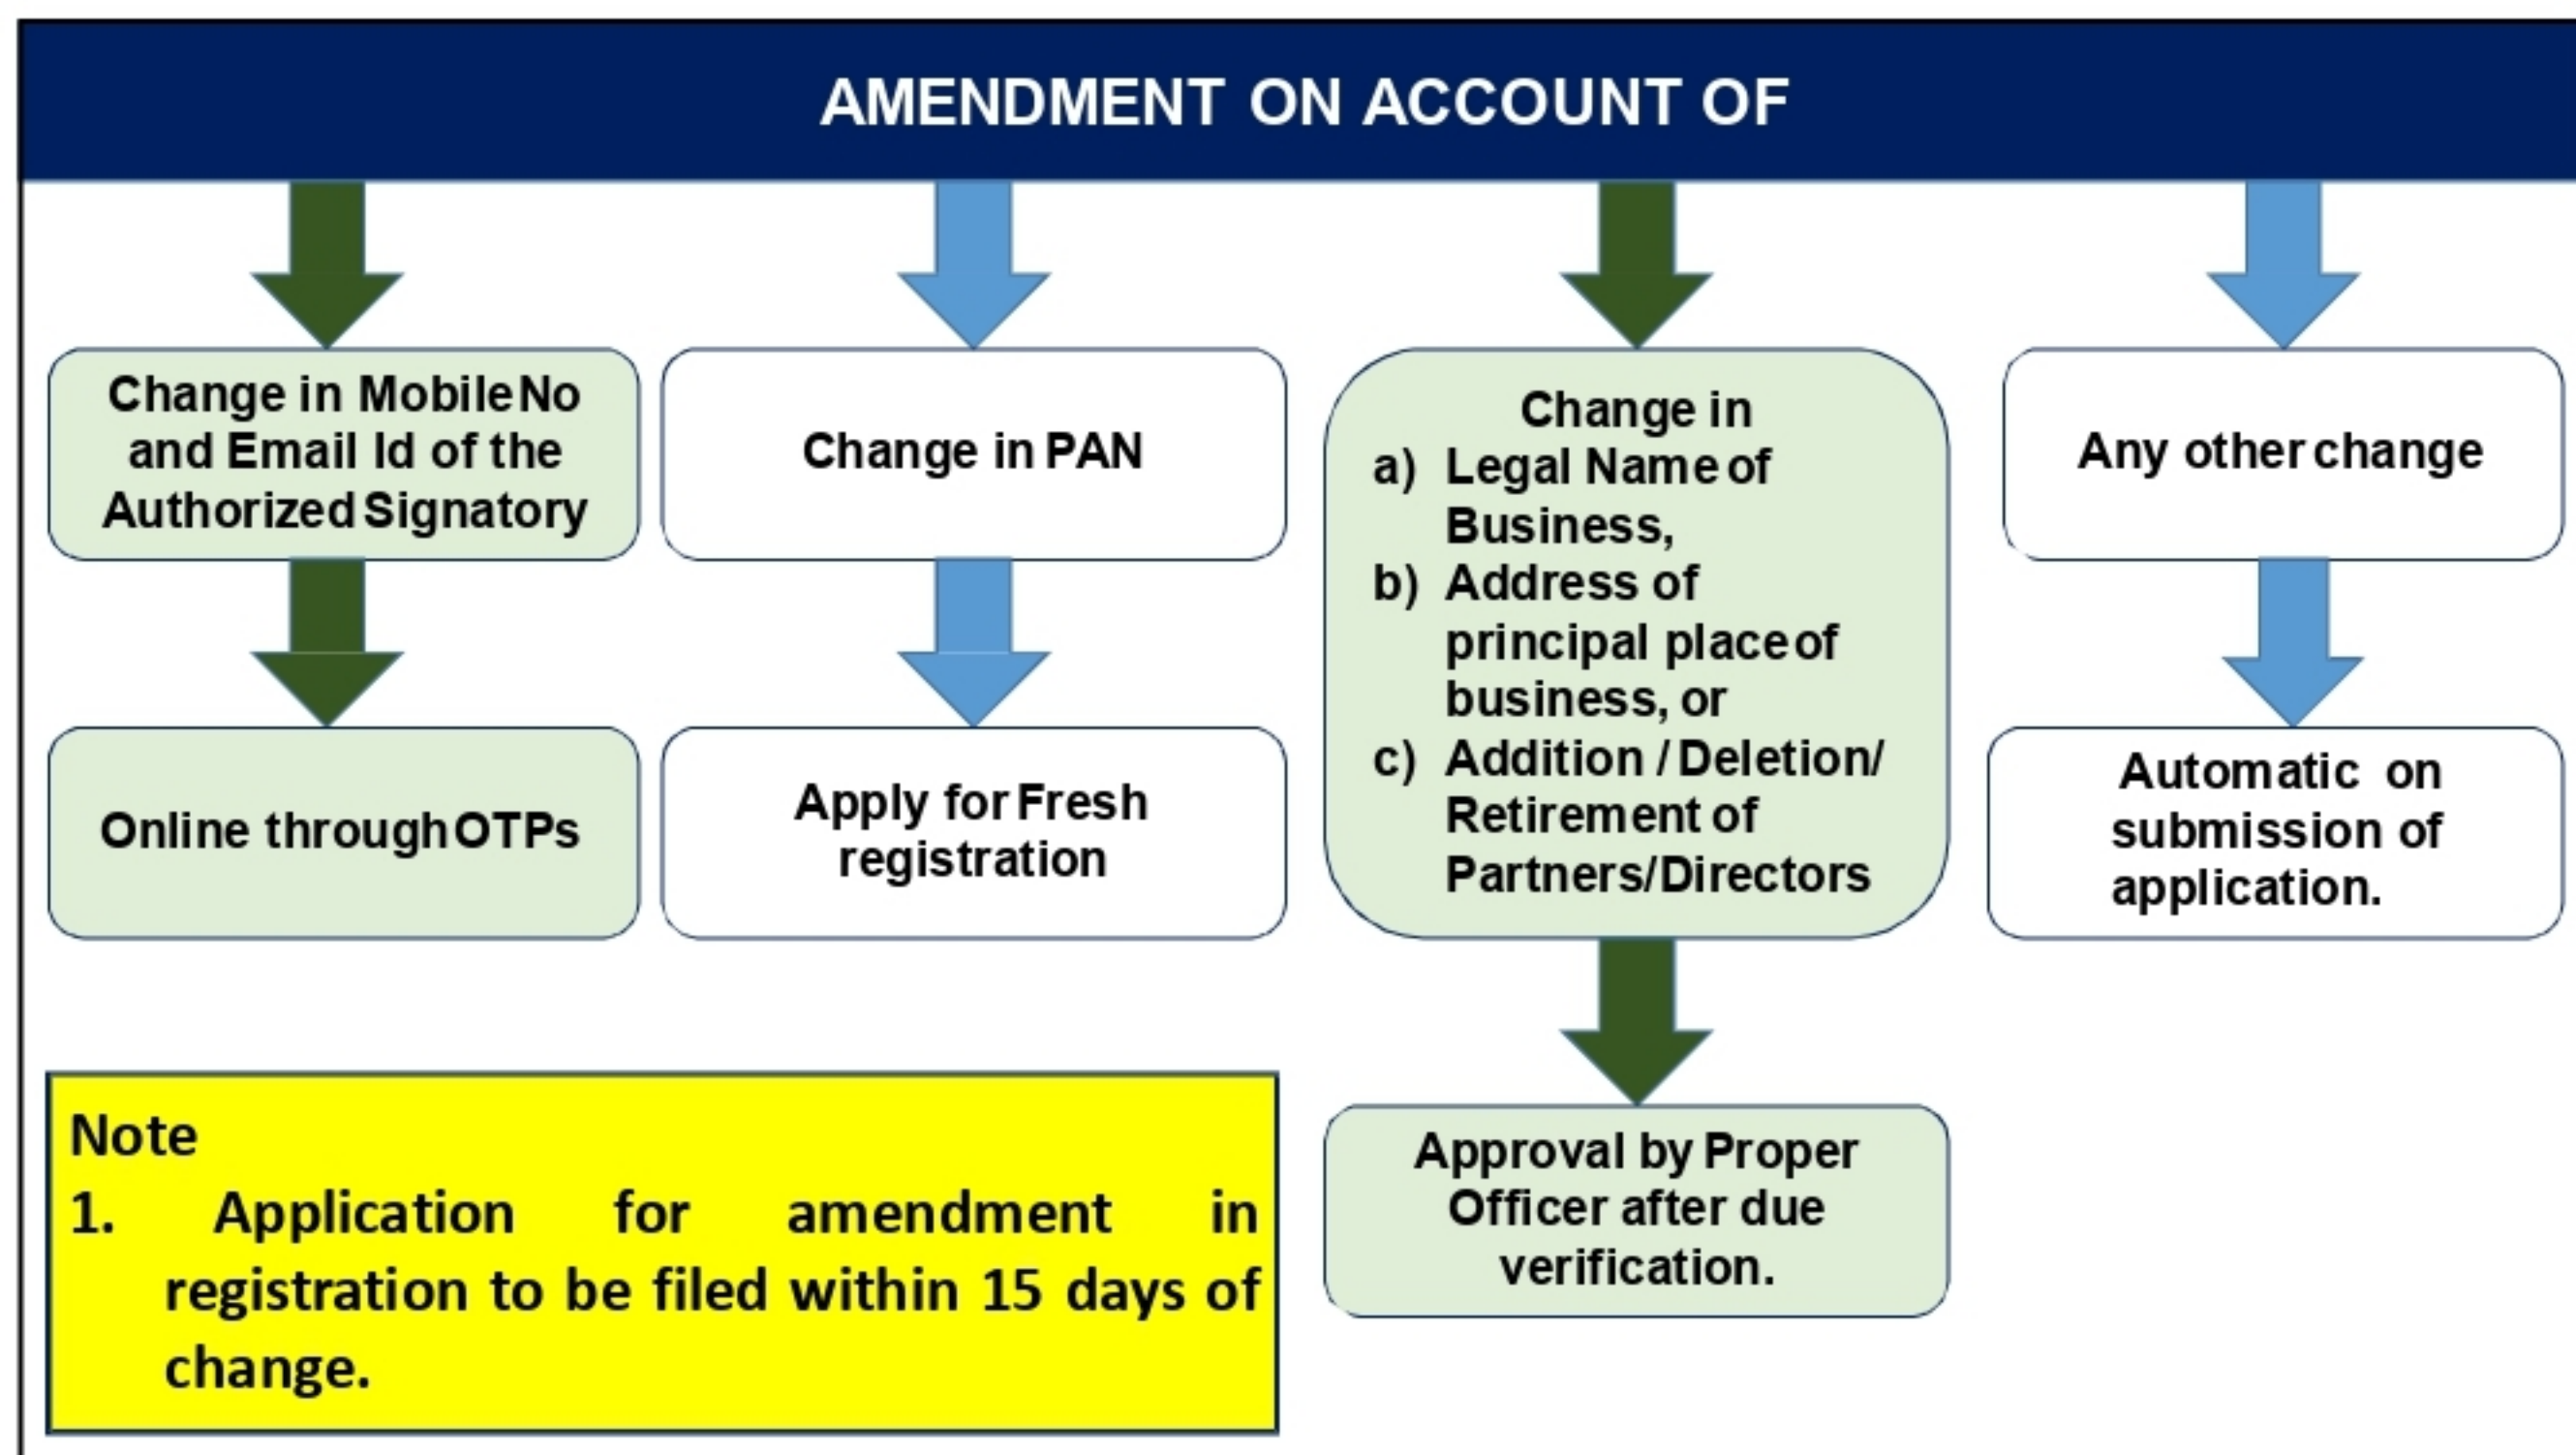 AMENDMENT ON ACCOUNT OF
Change in Mobile No
and Email Id of the
Authorized Signatory
Online through OTPs
Change in PAN
Apply for Fresh
registration
Change in
a) Legal Name of
Business,
b) Address of
principal place of
business, or
c) Addition / Deletion/
Retirement of
Partners/Directors
Approval by Proper
Officer after due
verification.
Any other change
Automatic on
submission of
application.
Note
1. Application for amendment in
registration to be filed within 15 days of
change.